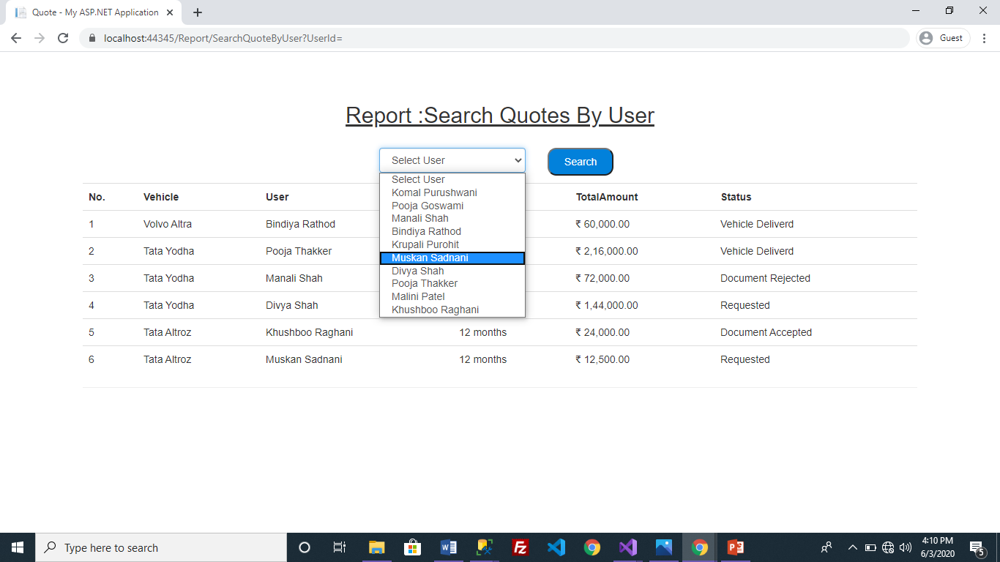 Quote - My ASP.NET Application
localhost:44345/Report/SearchQuoteByUser?UserId=
Guest
Report :Search Quotes By User
Select User
Search
Select User
Komal Purushwani
Pooja Goswami
Manali Shah
Bindiya Rathod
Krupali Purohit
Muskan Sadnani
Divya Shah
Pooja Thakker
Malini Patel
Khushboo Raghani
No. Vehicle User TotalAmount Status
1 Volvo Altra Bindiya Rathod ₹ 60,000.00 Vehicle Deliverd
2 Tata Yodha Pooja Thakker ₹ 2,16,000.00 Vehicle Deliverd
3 Tata Yodha Manali Shah ₹ 72,000.00 Document Rejected
4 Tata Yodha Divya Shah ₹ 1,44,000.00 Requested
5 Tata Altroz Khushboo Raghani 12 months ₹ 24,000.00 Document Accepted
6 Tata Altroz Muskan Sadnani 12 months ₹ 12,500.00 Requested
Type here to search
4:10 PM
6/3/2020
5